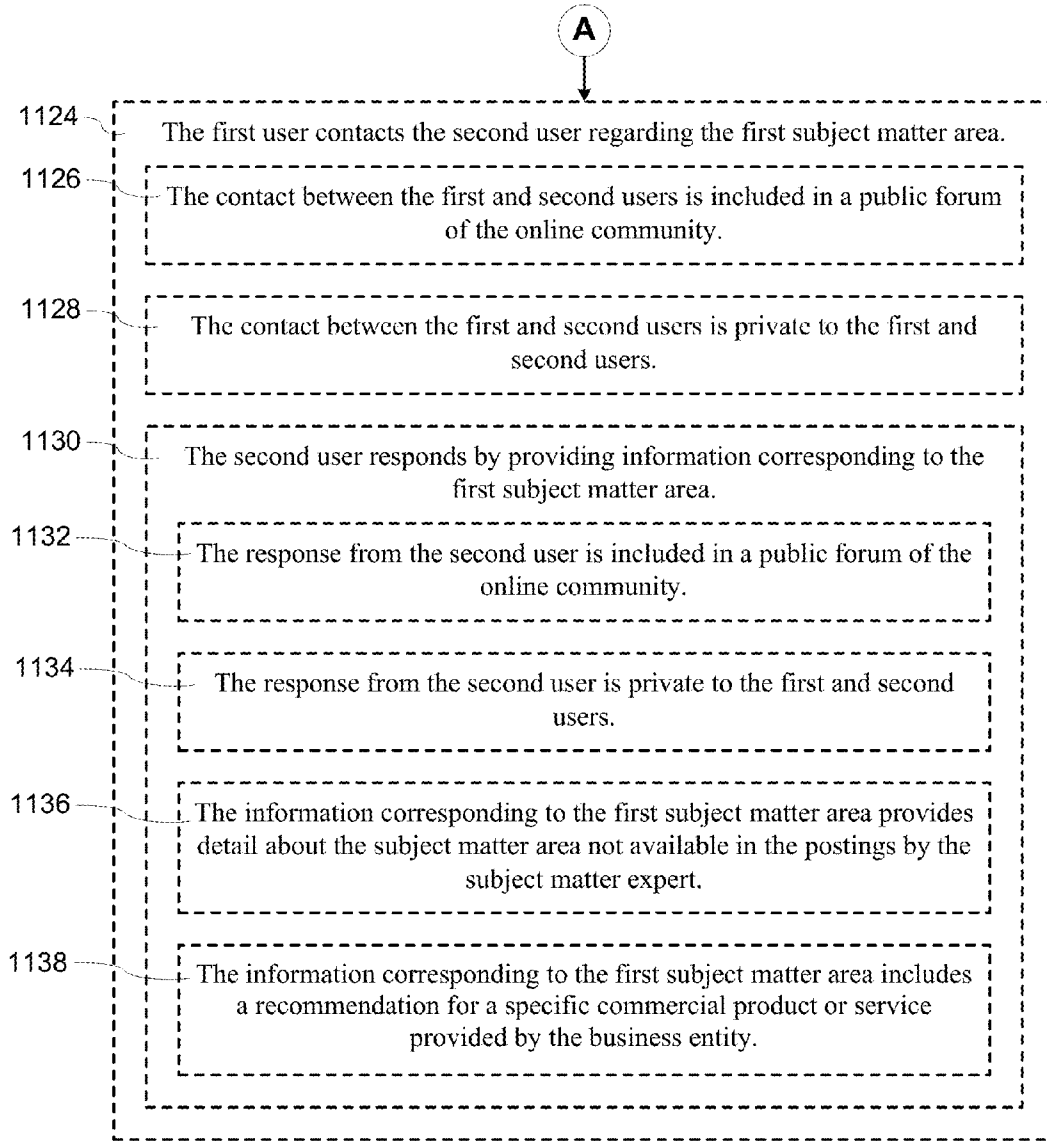 A
1124
The first user contacts the second user regarding the first subject matter area.
1126
The contact between the first and second users is included in a public forum
of the online community.
1128
The contact between the first and second users is private to the first and
second users.
1130
The second user responds by providing information corresponding to the
first subject matter area.
1132
The response from the second user is included in a public forum of the
online community.
1134
The response from the second user is private to the first and second
users.
1136
The information corresponding to the first subject matter area provides
detail about the subject matter area not available in the postings by the
subject matter expert.
1138
The information corresponding to the first subject matter area includes
a recommendation for a specific commercial product or service
provided by the business entity.